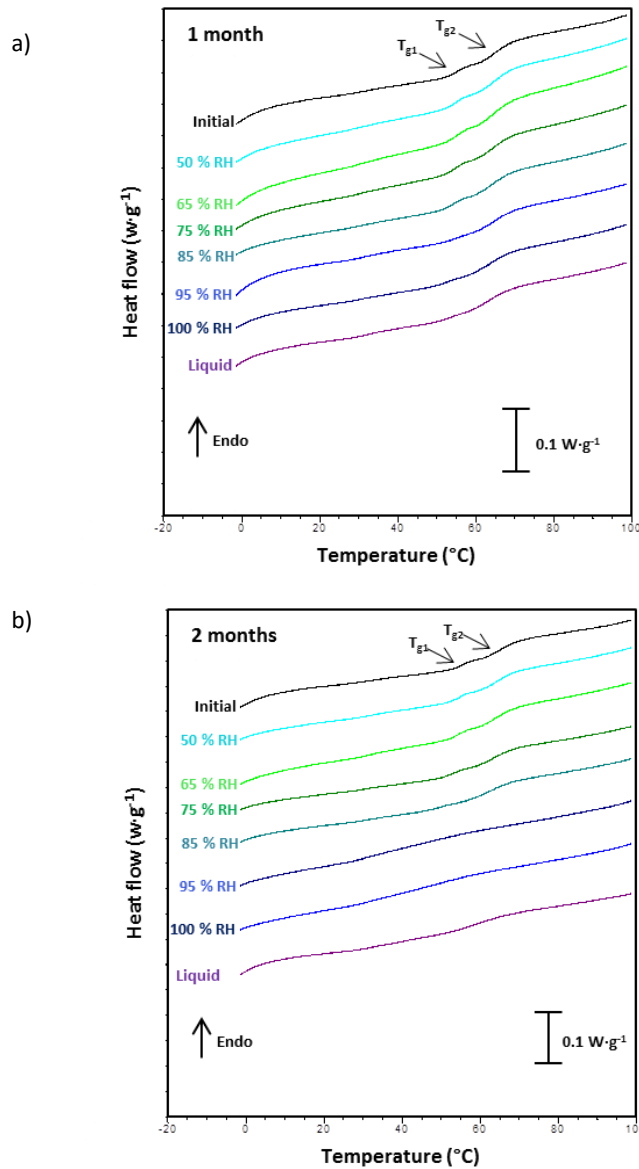 a)
1 month
Tg1
Tg2
Initial
50 % RH
65 % RH
75 % RH
85 % RH
95 % RH
100 % RH
Liquid
Heat flow (w·g-1)
Endo
0.1 W·g-1
-20 0 20 40 60 80 100
Temperature (°C)
b)
2 months
Tg1
Tg2
Initial
50 % RH
65 % RH
75 % RH
85 % RH
95 % RH
100 % RH
Liquid
Heat flow (w·g-1)
Endo
0.1 W·g-1
-20 0 20 40 60 80 10
Temperature (°C)